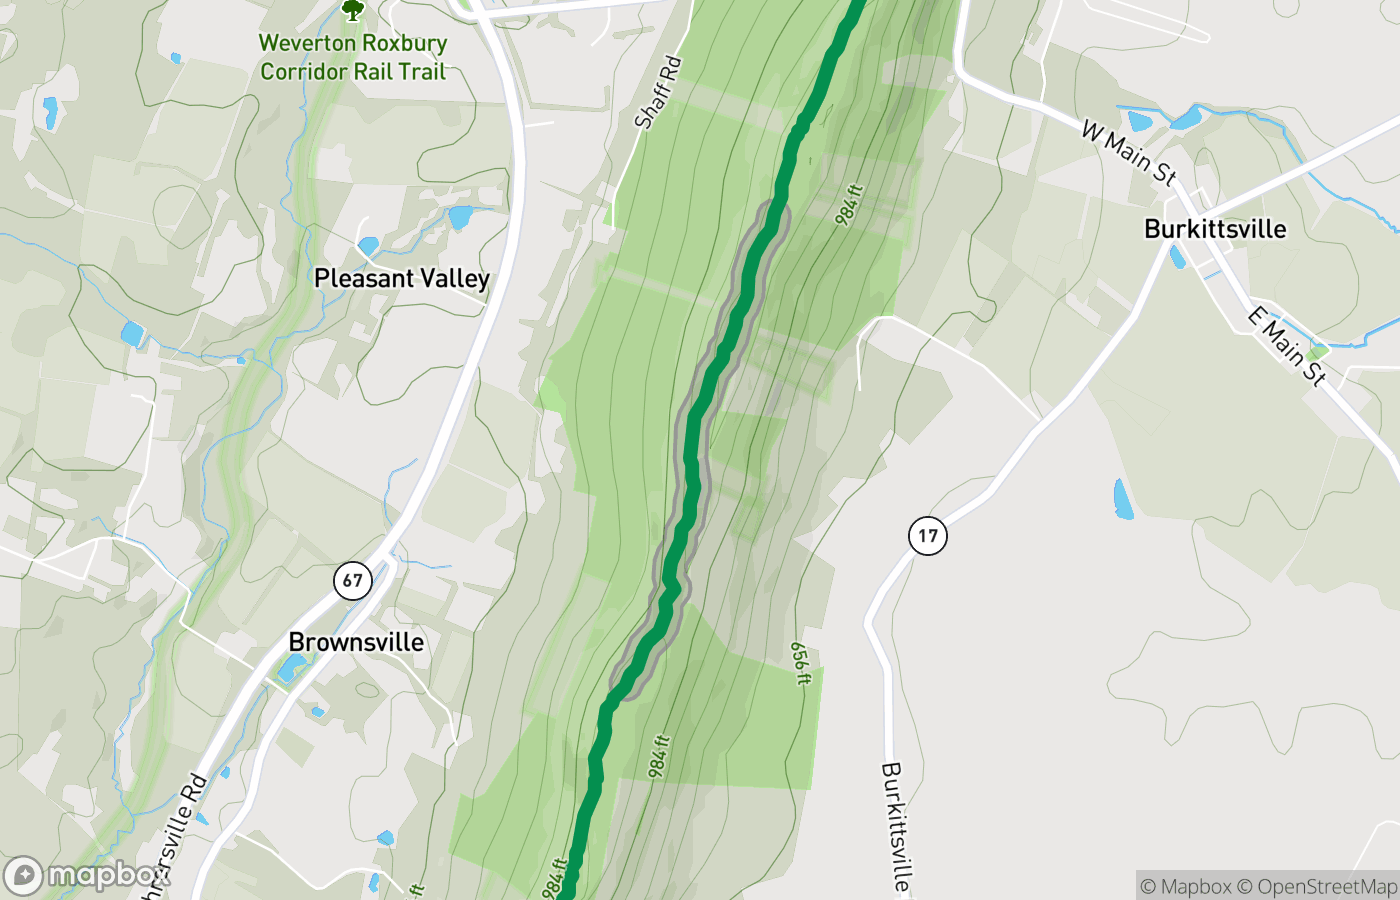 Weverton Roxbury
Corridor Rail Trail
Shaff Rd
W Main St
984 ft
Burkittsville
Pleasant Valley
E Main St
17
67
Brownsville
656 ft
984 ft
Burkittsville
984 ft
mapbox
© Mapbox © OpenStreetMap